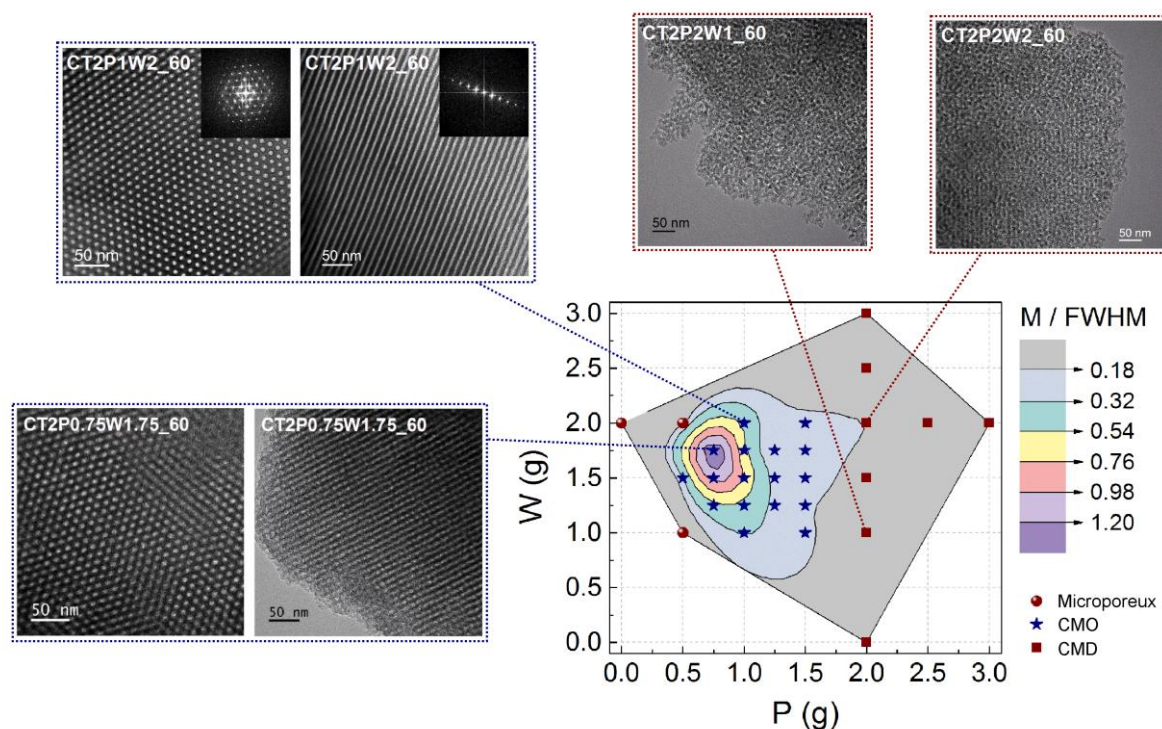 CT2P1W2_60
50 nm
CT2P1W2_60
50 nm
CT2P2W1_60
50 nm
CT2P2W2_60
50 nm
CT2P0.75W1.75_60
50 nm
CT2P0.75W1.75_60
50 nm
W (g)
3.0
2.5
2.0
1.5
1.0
0.5
0.0
0.0 0.5 1.0 1.5 2.0 2.5 3.0
P (g)
M / FWHM
0.18
0.32
0.54
0.76
0.98
1.20
Microporeux
CMO
CMD